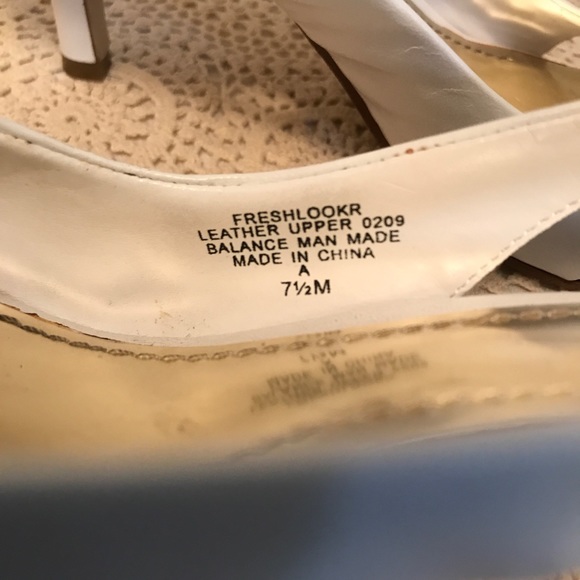 FRESHLOOKR
LEATHER UPPER 0209
BALANCE MAN MADE
MADE IN CHINA
A
7½M